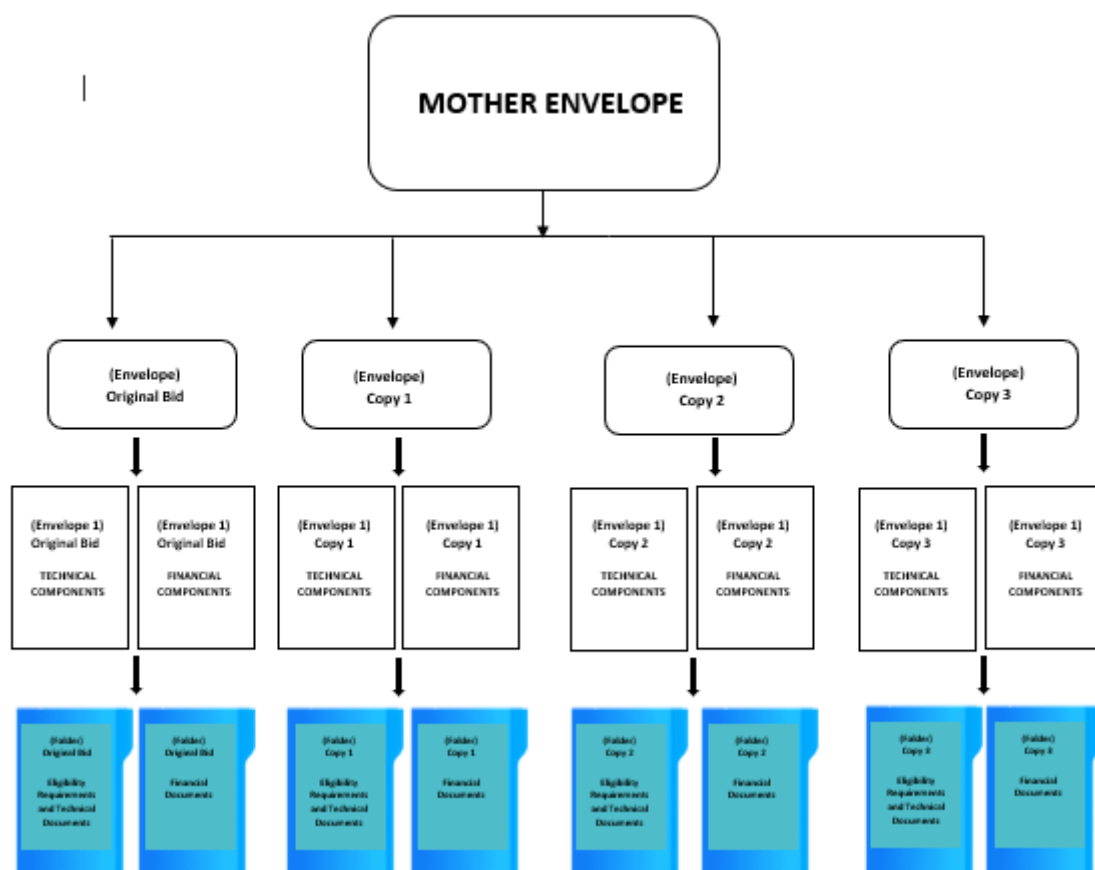 MOTHER ENVELOPE
(Envelope)
Original Bid
(Envelope)
Copy 1
(Envelope)
Copy 2
(Envelope)
Copy 3
(Envelope 1)
Original Bid
TECHNICAL
COMPONENTS
(Envelope 1)
Original Bid
FINANCIAL
COMPONENTS
(Envelope 1)
Copy 1
TECHNICAL
COMPONENTS
(Envelope 1)
Copy 1
FINANCIAL
COMPONENTS
(Envelope 1)
Copy 2
TECHNICAL
COMPONENTS
(Envelope 1)
Copy 2
FINANCIAL
COMPONENTS
(Envelope 1)
Copy 3
TECHNICAL
COMPONENTS
(Envelope 1)
Copy 3
FINANCIAL
COMPONENTS
(Folder)
Original Bid
Eligibility
Requirements
and Technical
Documents
(Folder)
Original Bid
Financial
Documents
(Folder)
Copy 1
Eligibility
Requirements
and Technical
Documents
(Folder)
Copy 1
Financial
Documents
(Folder)
Copy 2
Eligibility
Requirements
and Technical
Documents
(Folder)
Copy 2
Financial
Documents
(Folder)
Copy 3
Eligibility
Requirements
and Technical
Documents
(Folder)
Copy 3
Financial
Documents